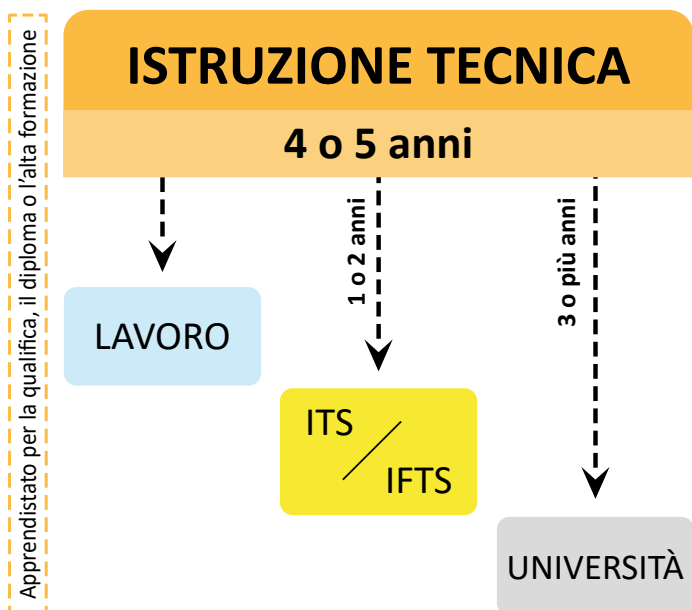 Apprendistato per la qualifica, il diploma o l'alta formazione
ISTRUZIONE TECNICA
4 o 5 anni
1 o 2 anni
3 o più anni
LAVORO
ITS
IFTS
UNIVERSITÀ